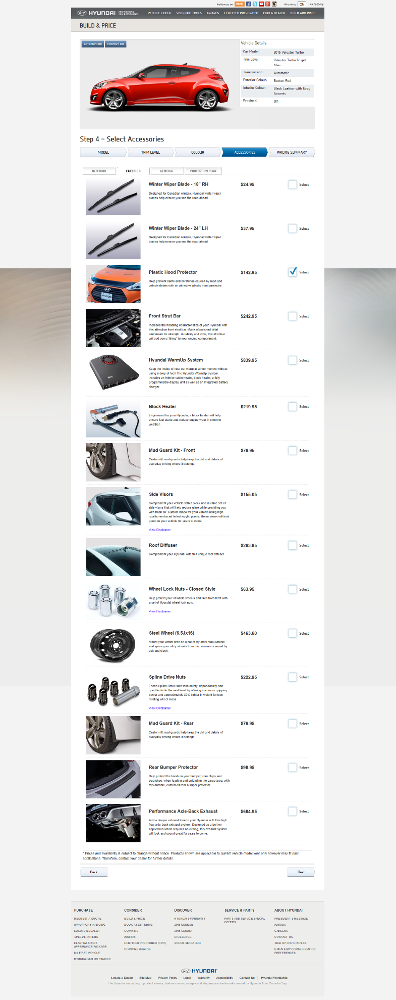 Follow us on BLOG Province ON FRANÇAIS
HYUNDAI NEW THINKING. NEW POSSIBILITIES. VEHICLE LINEUP SHOPPING TOOLS AWARDS CERTIFIED PRE-OWNED FIND A DEALER BUILD AND PRICE
BUILD & PRICE
EXTERIOR 360 INTERIOR 360
Vehicle Details
Car Model: 2015 Veloster Turbo
Trim Level: Veloster Turbo 6-spd
Man
Transmission: Automatic
Exterior Colour: Boston Red
Interior Colour: Black Leather with Grey
Accents
Province: ON
Step 4 - Select Accessories
MODEL TRIM LEVEL COLOUR ACCESSORIES PRICING SUMMARY
INTERIOR EXTERIOR GENERAL PROTECTION PLAN
Winter Wiper Blade - 18" RH $24.95 Select
Designed for Canadian winters, Hyundai winter wiper
blades help ensure you see the road ahead.
Winter Wiper Blade - 24" LH $37.95 Select
Designed for Canadian winters, Hyundai winter wiper
blades help ensure you see the road ahead.
Plastic Hood Protector $142.95 Select
Help prevent dents and scratches caused by road and
vehicle debris with an attractive plastic hood protector.
HYUNDAI
Front Strut Bar $242.95 Select
Increase the handling characteristics of your Hyundai with
this attractive front strut bar. Made of polished billet
aluminum for strength, durability and style, this strut bar
will add some "Bling" to your engine compartment.
Hyundai WarmUp System $839.95 Select
Keep the inside of your car warm in winter months without
using a drop of fuel! The Hyundai WarmUp System
includes an interior cabin heater, block heater, a fully
programmable display unit as well as an integrated battery
charger.
Block Heater $219.95 Select
Engineered for your Hyundai, a block heater will help
ensure fast starts and reduce engine wear in extreme
weather.
Mud Guard Kit - Front $76.95 Select
Custom-fit mud guards help keep the dirt and debris of
everyday driving where it belongs.
Side Visors $155.05 Select
Complement your vehicle with a sleek and durable set of
side visors that will help reduce glare while providing you
with fresh air. Custom made for your vehicle using high
quality reinforced tinted acrylic plastic, these visors will look
good on your vehicle for years to come.
View Disclaimer
Roof Diffuser $263.95 Select
Complement your Hyundai with this unique roof diffuser.
Wheel Lock Nuts - Closed Style $63.95 Select
Help protect your valuable wheels and tires from theft with
a set of Hyundai wheel lock nuts.
View Disclaimer
Steel Wheel (6.5Jx16) $463.60 Select
Mount your winter tires on a set of Hyundai steel wheels
and spare your alloy wheels from the corrosion caused by
salt and slush.
Spline Drive Nuts $222.95 Select
These Spline Drive Nuts take safety, dependability and
good looks to the next level by offering maximum gripping
power and approximately 30% lighter in weight for less
rotating wheel mass.
View Disclaimer
Mud Guard Kit - Rear $76.95 Select
Custom-fit mud guards help keep the dirt and debris of
everyday driving where it belongs.
Rear Bumper Protector $98.95 Select
Help protect the finish on your bumper from chips and
scratches, when loading and unloading the cargo area, with
this durable, custom-fit rear bumper protector.
Performance Axle-Back Exhaust $684.95 Select
Add a deeper exhaust tone to your Hyundai with this high
flow axle-back exhaust system. Designed as a bolt on
application which requires no cutting, this exhaust system
will look and sound great for years to come.
* Prices and availability is subject to change without notice. Products shown are applicable to current vehicle model year only however may fit past
applications. Therefore, contact your dealer for further details.
Back Next
PURCHASE CONSIDER DISCOVER SERVICE & PARTS ABOUT HYUNDAI
REQUEST A QUOTE BUILD & PRICE HYUNDAI'S WARRANTY PARTS AND SERVICE SPECIAL OFFERS PRESIDENT'S MESSAGE
APPLY FOR FINANCING BOOK A TEST DRIVE 2015 GENESIS AWARDS
LOCATE A DEALER COMPARE 2015 SONATA CAREERS
SPECIAL OFFERS AWARDS CHALLENGE CONTACT US
ELANTRA SPORT APPEARANCE PACKAGE CERTIFIED PRE-OWNED (CPO) SOCIAL MEDIA HUB SIGN UP FOR UPDATES
MY FIRST VEHICLE COMPARE BRANDS UPDATE MY COMMUNICATION PREFERENCES
HYUNDAI MOTOR FINANCE
HYUNDAI
Locate a Dealer Site Map Privacy Policy Legal Warranty Accessibility Contact Us Hyundai Worldwide
The Hyundai name, logo, product names, feature names, images and slogans are trademarks owned by Hyundai Auto Canada Corp.